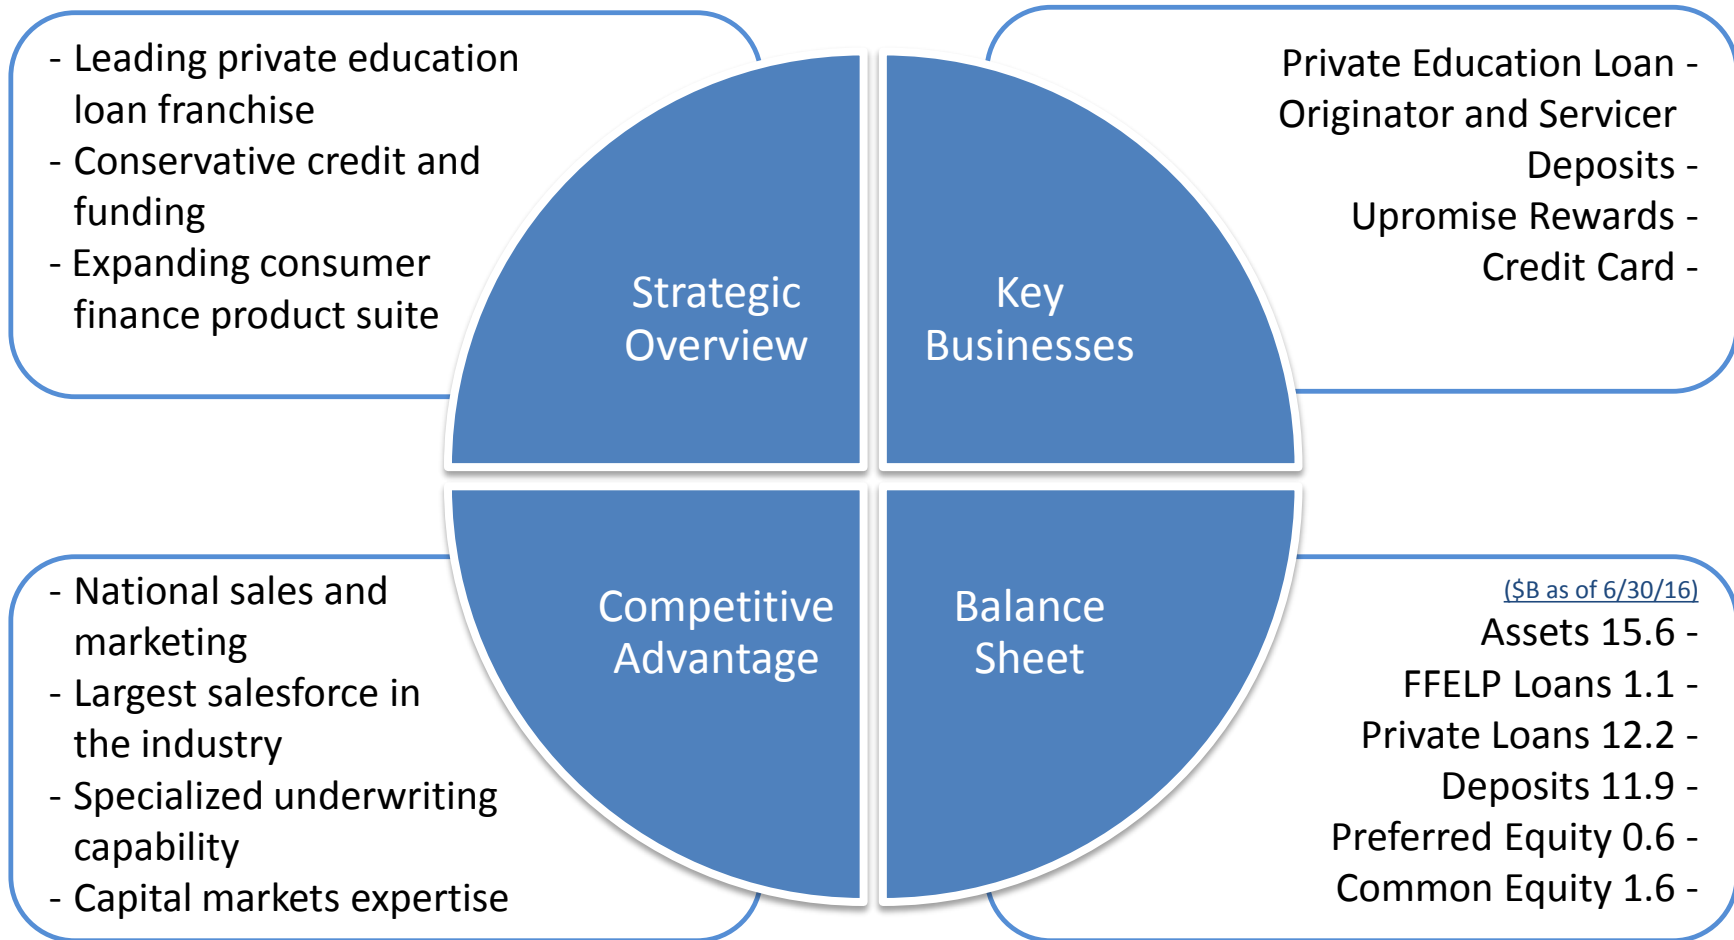 - Leading private education
loan franchise
- Conservative credit and
funding
- Expanding consumer
finance product suite
Strategic
Overview
Key
Businesses
Private Education Loan -
Originator and Servicer
Deposits -
Upromise Rewards -
Credit Card -
- National sales and
marketing
- Largest salesforce in
the industry
- Specialized underwriting
capability
- Capital markets expertise
Competitive
Advantage
Balance
Sheet
($B as of 6/30/16)
Assets 15.6 -
FFELP Loans 1.1 -
Private Loans 12.2 -
Deposits 11.9 -
Preferred Equity 0.6 -
Common Equity 1.6 -